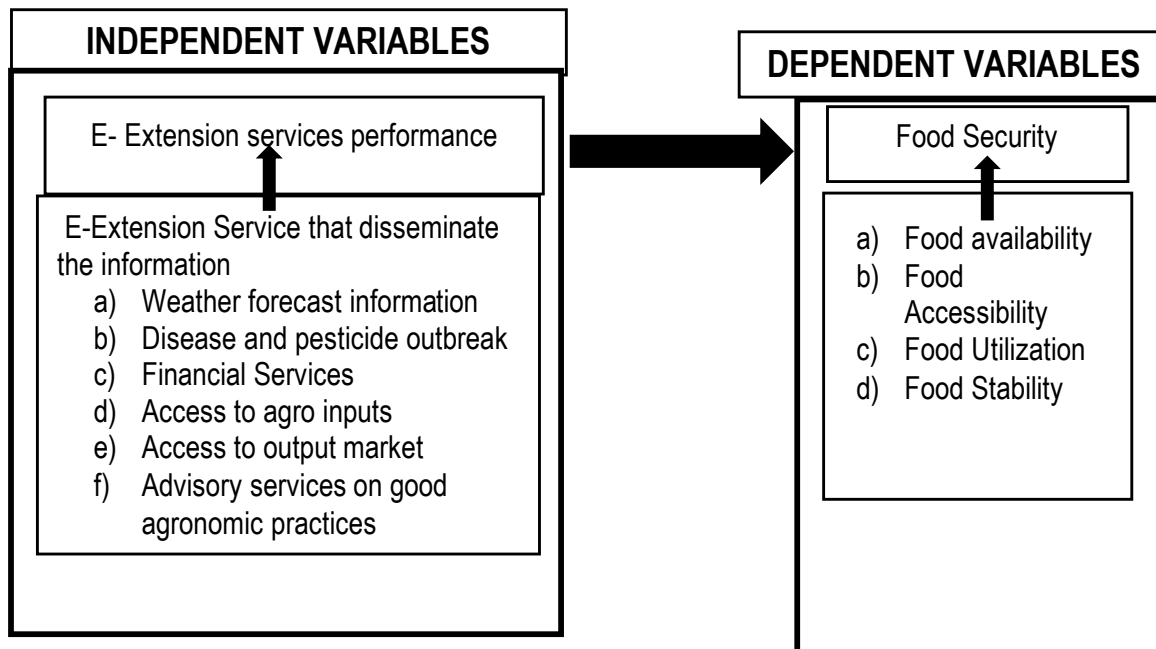 INDEPENDENT VARIABLES
E- Extension services performance
E-Extension Service that disseminate
the information
a) Weather forecast information
b) Disease and pesticide outbreak
c) Financial Services
d) Access to agro inputs
e) Access to output market
f) Advisory services on good
agronomic practices
DEPENDENT VARIABLES
Food Security
a) Food availability
b) Food
Accessibility
c) Food Utilization
d) Food Stability